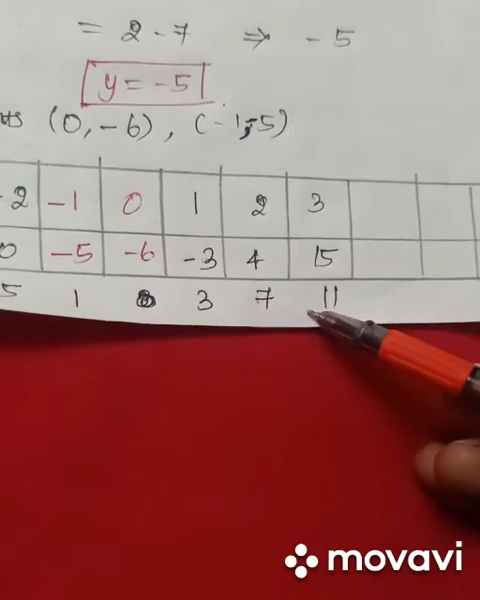 = 2 - 7 ⇒ - 5
y = -5
(0, -6), (-1, -5)
-2 -1 0 1 2 3
0 -5 -6 -3 4 15
5 1 3 7 11
movavi